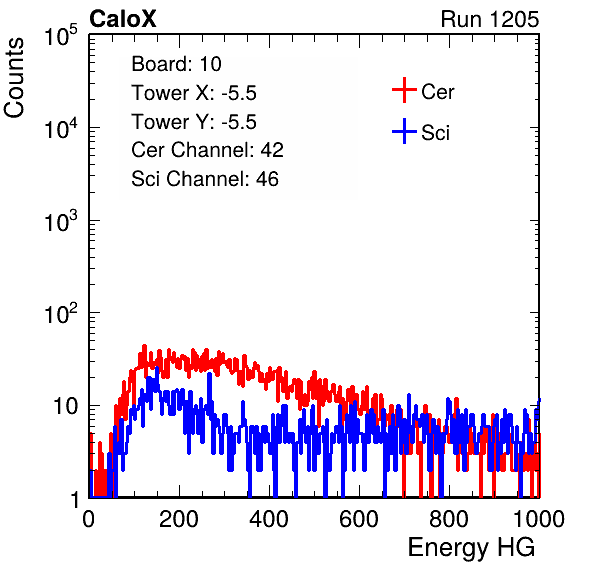 CaloX Run 1205
Counts
10^5
10^4
10^3
10^2
10
1
Board: 10
Tower X: -5.5
Tower Y: -5.5
Cer Channel: 42
Sci Channel: 46
Cer
Sci
0 200 400 600 800 1000
Energy HG